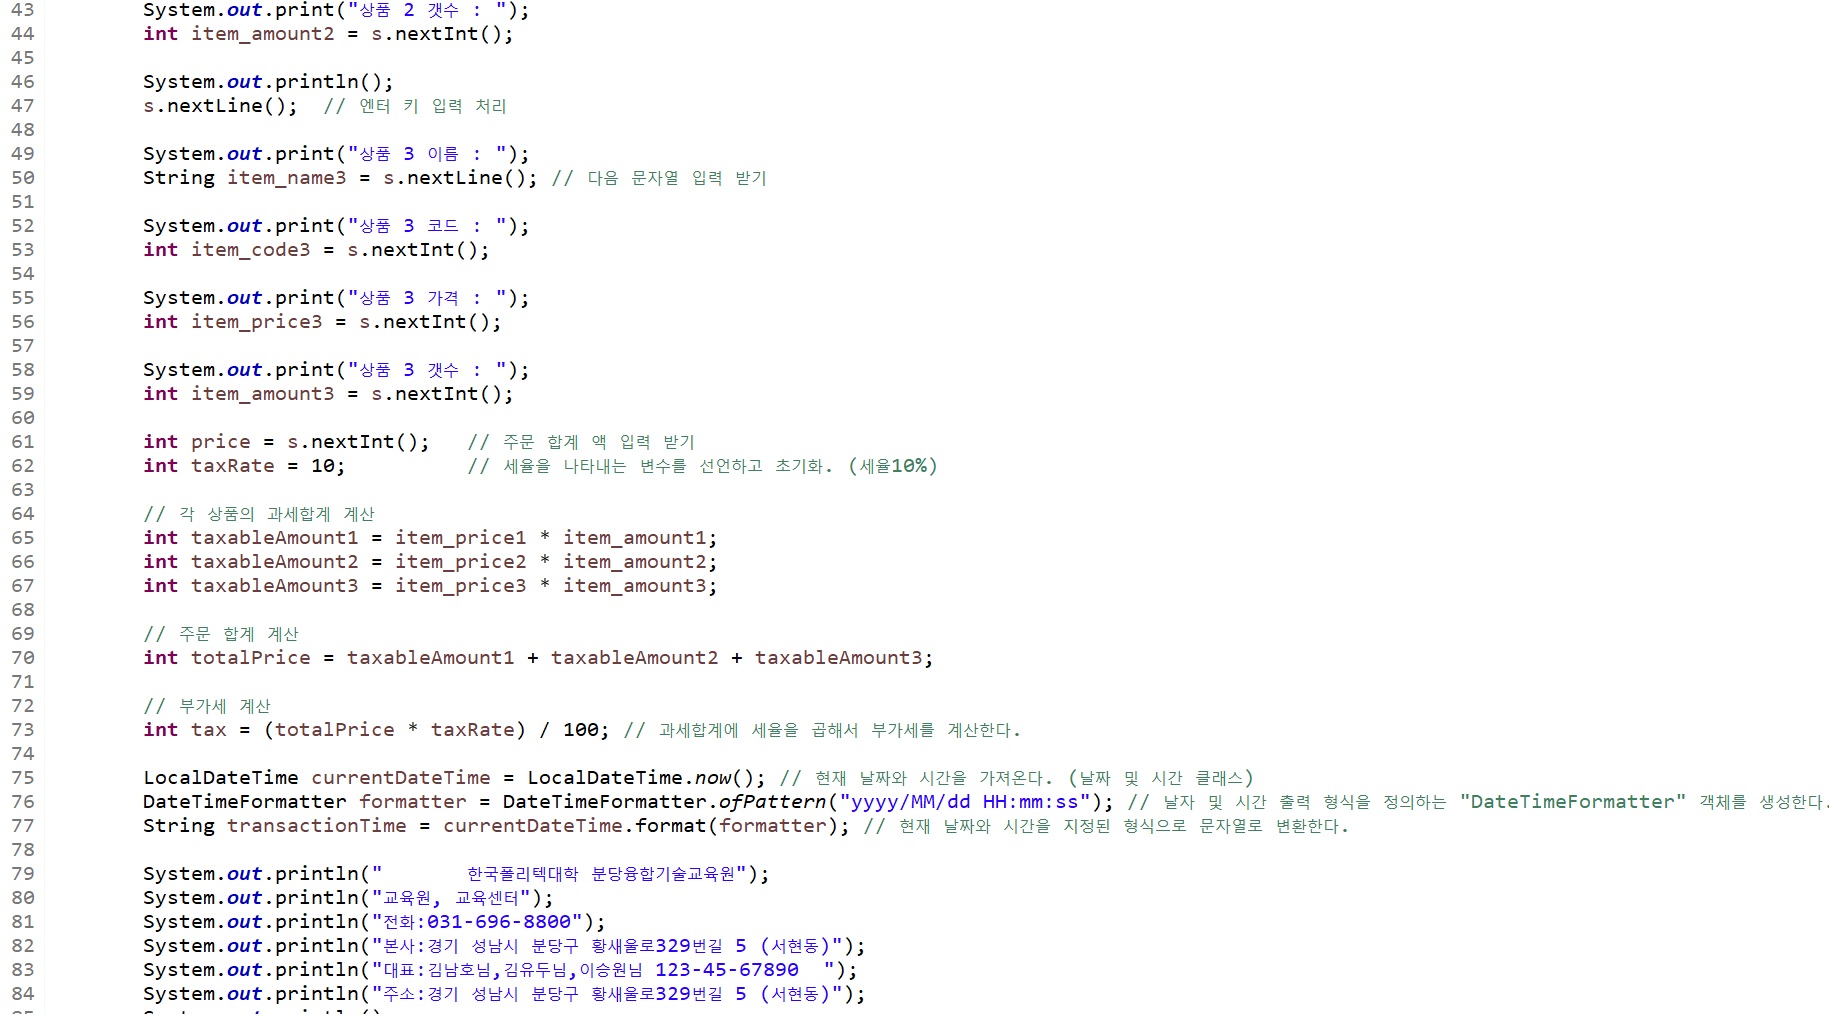 43 System.out.print("상품 2 갯수 : ");
44 int item_amount2 = s.nextInt();
45
46 System.out.println();
47 s.nextLine();  // 엔터 키 입력 처리
48
49 System.out.print("상품 3 이름 : ");
50 String item_name3 = s.nextLine(); // 다음 문자열 입력 받기
51
52 System.out.print("상품 3 코드 : ");
53 int item_code3 = s.nextInt();
54
55 System.out.print("상품 3 가격 : ");
56 int item_price3 = s.nextInt();
57
58 System.out.print("상품 3 갯수 : ");
59 int item_amount3 = s.nextInt();
60
61 int price = s.nextInt();   // 주문 합계 액 입력 받기
62 int taxRate = 10;          // 세율을 나타내는 변수를 선언하고 초기화. (세율10%)
63
64 // 각 상품의 과세합계 계산
65 int taxableAmount1 = item_price1 * item_amount1;
66 int taxableAmount2 = item_price2 * item_amount2;
67 int taxableAmount3 = item_price3 * item_amount3;
68
69 // 주문 합계 계산
70 int totalPrice = taxableAmount1 + taxableAmount2 + taxableAmount3;
71
72 // 부가세 계산
73 int tax = (totalPrice * taxRate) / 100; // 과세합계에 세율을 곱해서 부가세를 계산한다.
74
75 LocalDateTime currentDateTime = LocalDateTime.now(); // 현재 날짜와 시간을 가져온다. (날짜 및 시간 클래스)
76 DateTimeFormatter formatter = DateTimeFormatter.ofPattern("yyyy/MM/dd HH:mm:ss"); // 날자 및 시간 출력 형식을 정의하는 "DateTimeFormatter" 객체를 생성한다.
77 String transactionTime = currentDateTime.format(formatter); // 현재 날짜와 시간을 지정된 형식으로 문자열로 변환한다.
78
79 System.out.println("       한국폴리텍대학 분당융합기술교육원");
80 System.out.println("교육원, 교육센터");
81 System.out.println("전화:031-696-8800");
82 System.out.println("본사:경기 성남시 분당구 황새울로329번길 5 (서현동)");
83 System.out.println("대표:김남호님,김유두님,이승원님 123-45-67890  ");
84 System.out.println("주소:경기 성남시 분당구 황새울로329번길 5 (서현동)");